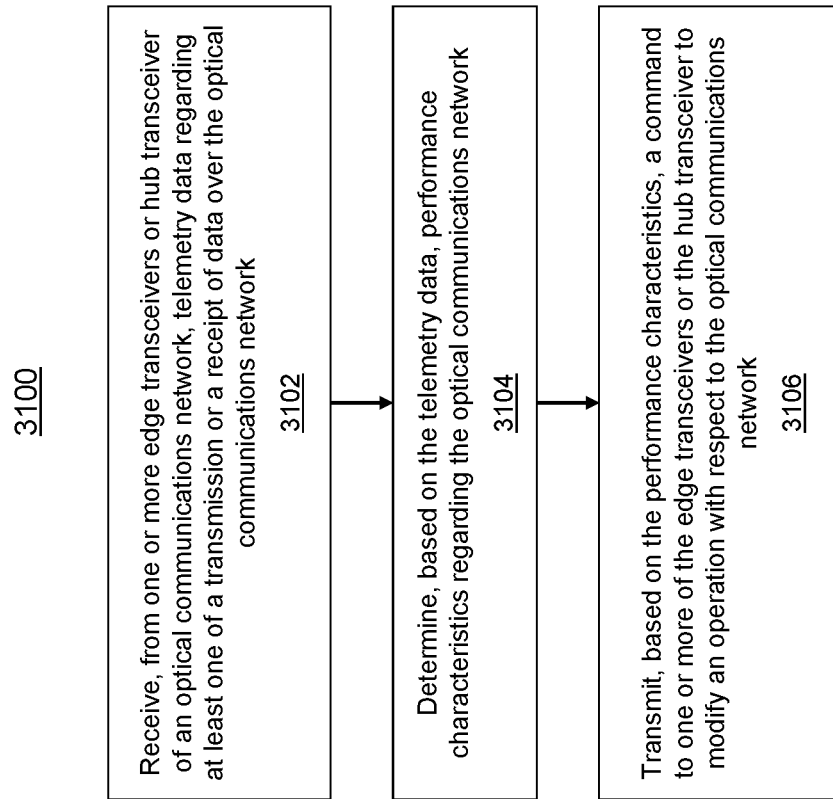 3100
Receive, from one or more edge transceivers or hub transceiver
of an optical communications network, telemetry data regarding
at least one of a transmission or a receipt of data over the optical
communications network
3102
Determine, based on the telemetry data, performance
characteristics regarding the optical communications network
3104
Transmit, based on the performance characteristics, a command
to one or more of the edge transceivers or the hub transceiver to
modify an operation with respect to the optical communications
network
3106